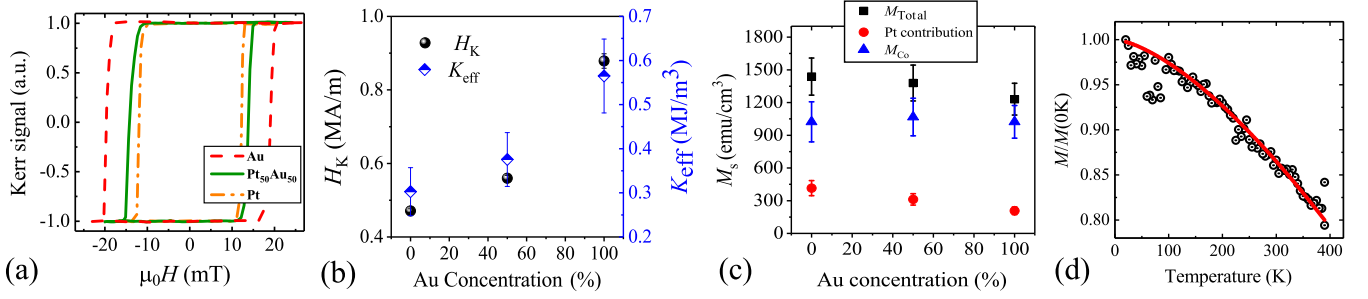 (a)
Kerr signal (a.u.)
1.0
0.5
0.0
-0.5
-1.0
Au
Pt50Au50
Pt
-20 -10 0 10 20
μ0H (mT)
(b)
HK (MA/m)
1.0
0.8
0.6
0.4
HK
Keff
0.7
0.6
0.5
0.4
0.3
0.2
Keff (MJ/m³)
0 20 40 60 80 100
Au Concentration (%)
(c)
Ms (emu/cm³)
1800
1500
1200
900
600
300
0
MTotal
Pt contribution
MCo
0 20 40 60 80 100
Au concentration (%)
(d)
M/M(0K)
1.00
0.95
0.90
0.85
0.80
0 100 200 300 400
Temperature (K)